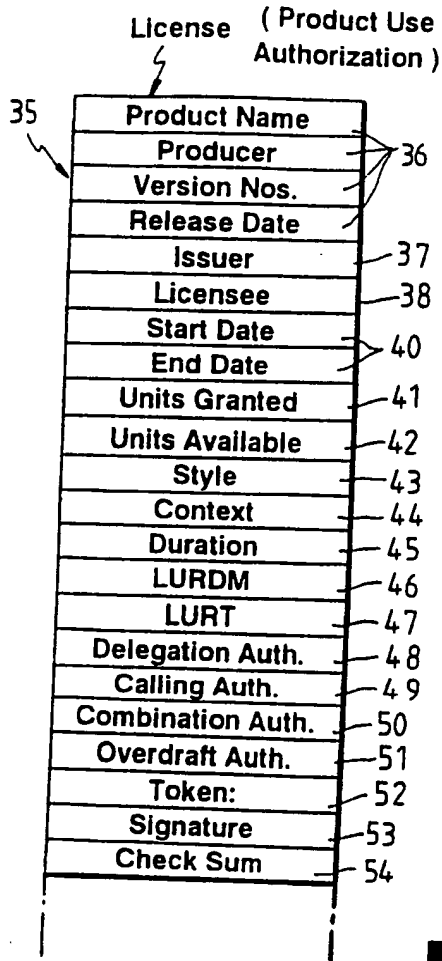 License ( Product Use
Authorization )
35
Product Name
Producer
36
Version Nos.
Release Date
Issuer 37
Licensee 38
Start Date
40
End Date
Units Granted 41
Units Available 42
Style 43
Context 44
Duration 45
LURDM 46
LURT 47
Delegation Auth. 48
Calling Auth. 49
Combination Auth. 50
Overdraft Auth. 51
Token: 52
Signature 53
Check Sum 54